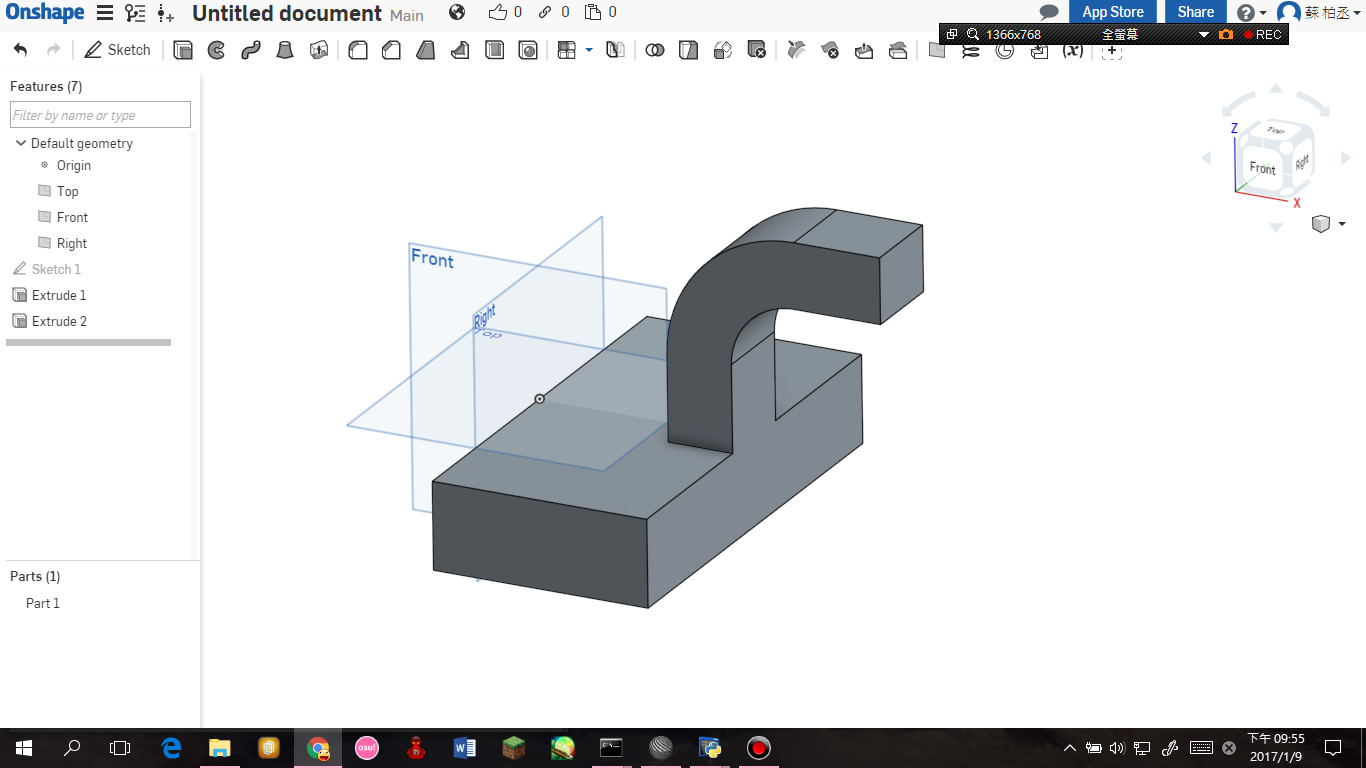 Onshape Untitled document Main 0 0 0 App Store Share 蘇 柏丞
1366x768 全螢幕 REC
Sketch (x)
Features (7)
Filter by name or type
Default geometry
Origin
Top
Front
Right
Sketch 1
Extrude 1
Extrude 2
Parts (1)
Part 1
Front
Right
Top
Z
Top
Front
Right
X
osu!
W
下午 09:55
2017/1/9